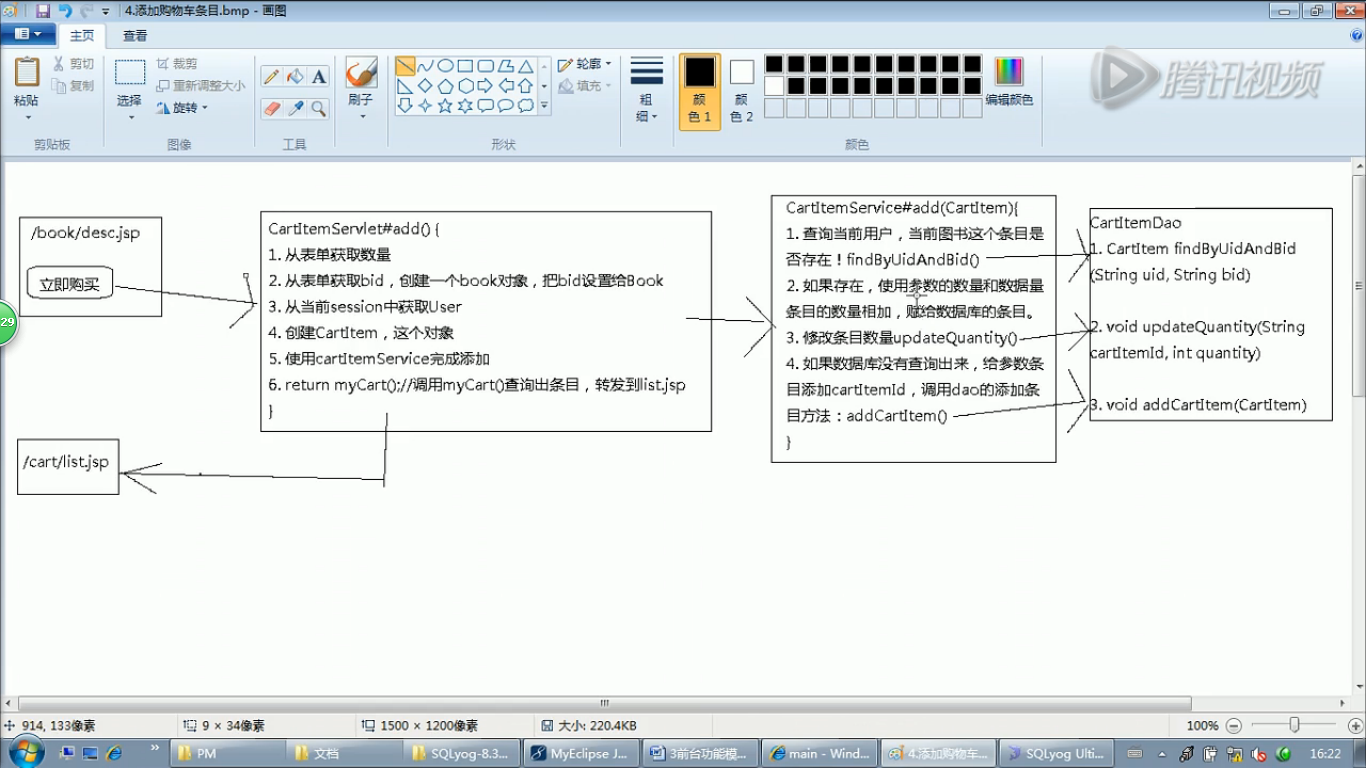 4.添加购物车条目.bmp - 画图
主页
查看
剪切
复制
粘贴
剪贴板
裁剪
重新调整大小
旋转
选择
图像
A
工具
刷子
轮廓
填充
形状
粗
细
颜
色 1
颜
色 2
编辑颜色
颜色
腾讯视频
/book/desc.jsp
立即购买
CartItemServlet#add() {
1. 从表单获取数量
2. 从表单获取bid，创建一个book对象，把bid设置给Book
3. 从当前session中获取User
4. 创建CartItem，这个对象
5. 使用cartItemService完成添加
6. return myCart();//调用myCart()查询出条目，转发到list.jsp
}
/cart/list.jsp
CartItemService#add(CartItem){
1. 查询当前用户，当前图书这个条目是
否存在！findByUidAndBid()
2. 如果存在，使用参数的数量和数据量
条目的数量相加，赋给数据库的条目。
3. 修改条目数量updateQuantity()
4. 如果数据库没有查询出来，给参数条
目添加cartItemId，调用dao的添加条
目方法：addCartItem()
}
CartItemDao
1. CartItem findByUidAndBid
(String uid, String bid)
2. void updateQuantity(String
cartItemId, int quantity)
3. void addCartItem(CartItem)
29
914, 133像素
9 × 34像素
1500 × 1200像素
大小: 220.4KB
100%
PM
文档
SQLyog-8.3...
MyEclipse J...
3前台功能模...
main - Wind...
4.添加购物车...
SQLyog Ulti...
16:22